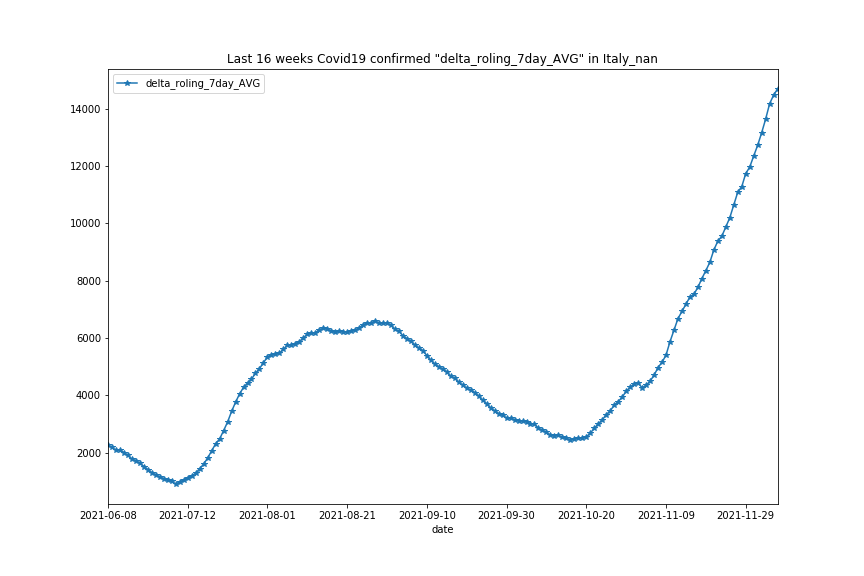 Last 16 weeks Covid19 confirmed "delta_roling_7day_AVG" in Italy_nan
delta_roling_7day_AVG
14000
12000
10000
8000
6000
4000
2000
2021-06-08 2021-07-12 2021-08-01 2021-08-21 2021-09-10 2021-09-30 2021-10-20 2021-11-09 2021-11-29
date